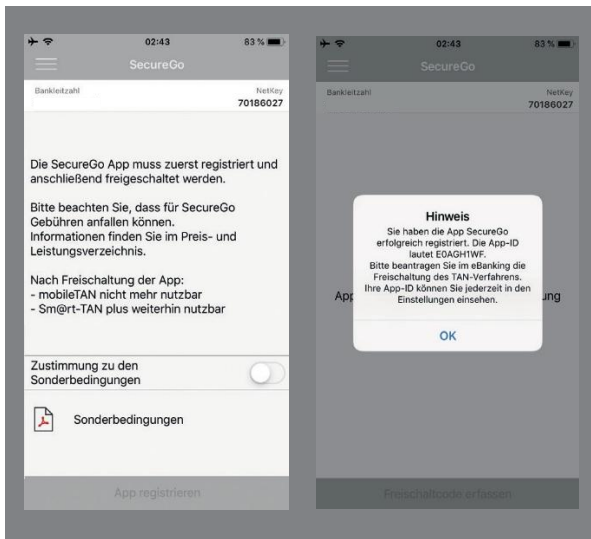 02:43
83 %
SecureGo
Bankleitzahl
NetKey
70186027
Die SecureGo App muss zuerst registriert und
anschließend freigeschaltet werden.
Bitte beachten Sie, dass für SecureGo
Gebühren anfallen können.
Informationen finden Sie im Preis- und
Leistungsverzeichnis.
Nach Freischaltung der App:
- mobileTAN nicht mehr nutzbar
- Sm@rt-TAN plus weiterhin nutzbar
Zustimmung zu den
Sonderbedingungen
Sonderbedingungen
App registrieren
02:43
83 %
SecureGo
Bankleitzahl
NetKey
70186027
Hinweis
Sie haben die App SecureGo
erfolgreich registriert. Die App-ID
lautet E0AGH1WF.
Bitte beantragen Sie im eBanking die
Freischaltung des TAN-Verfahrens.
Ihre App-ID können Sie jederzeit in den
Einstellungen einsehen.
App
ung
OK
Freischaltcode erfassen